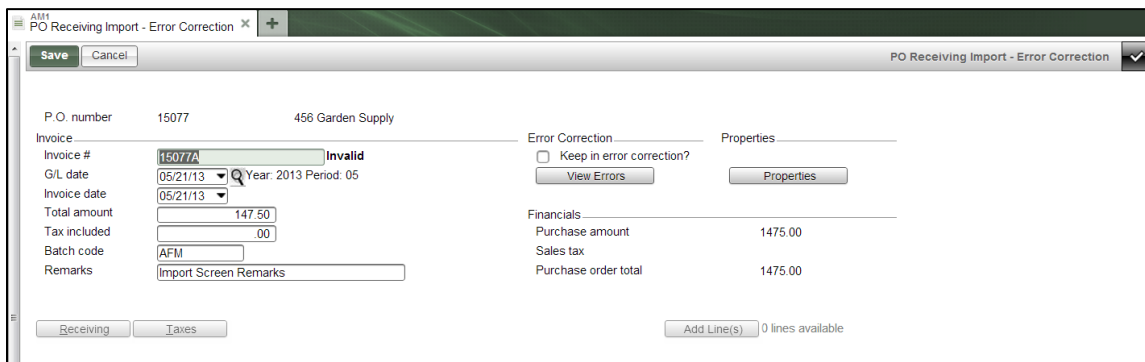 AM1
PO Receiving Import - Error Correction × +
Save Cancel PO Receiving Import - Error Correction
P.O. number 15077 456 Garden Supply
Invoice Error Correction Properties
Invoice # 15077A Invalid Keep in error correction?
G/L date 05/21/13 Year: 2013 Period: 05 View Errors Properties
Invoice date 05/21/13
Total amount 147.50 Financials
Tax included .00 Purchase amount 1475.00
Batch code AFM Sales tax
Remarks Import Screen Remarks Purchase order total 1475.00
Receiving Taxes Add Line(s) 0 lines available